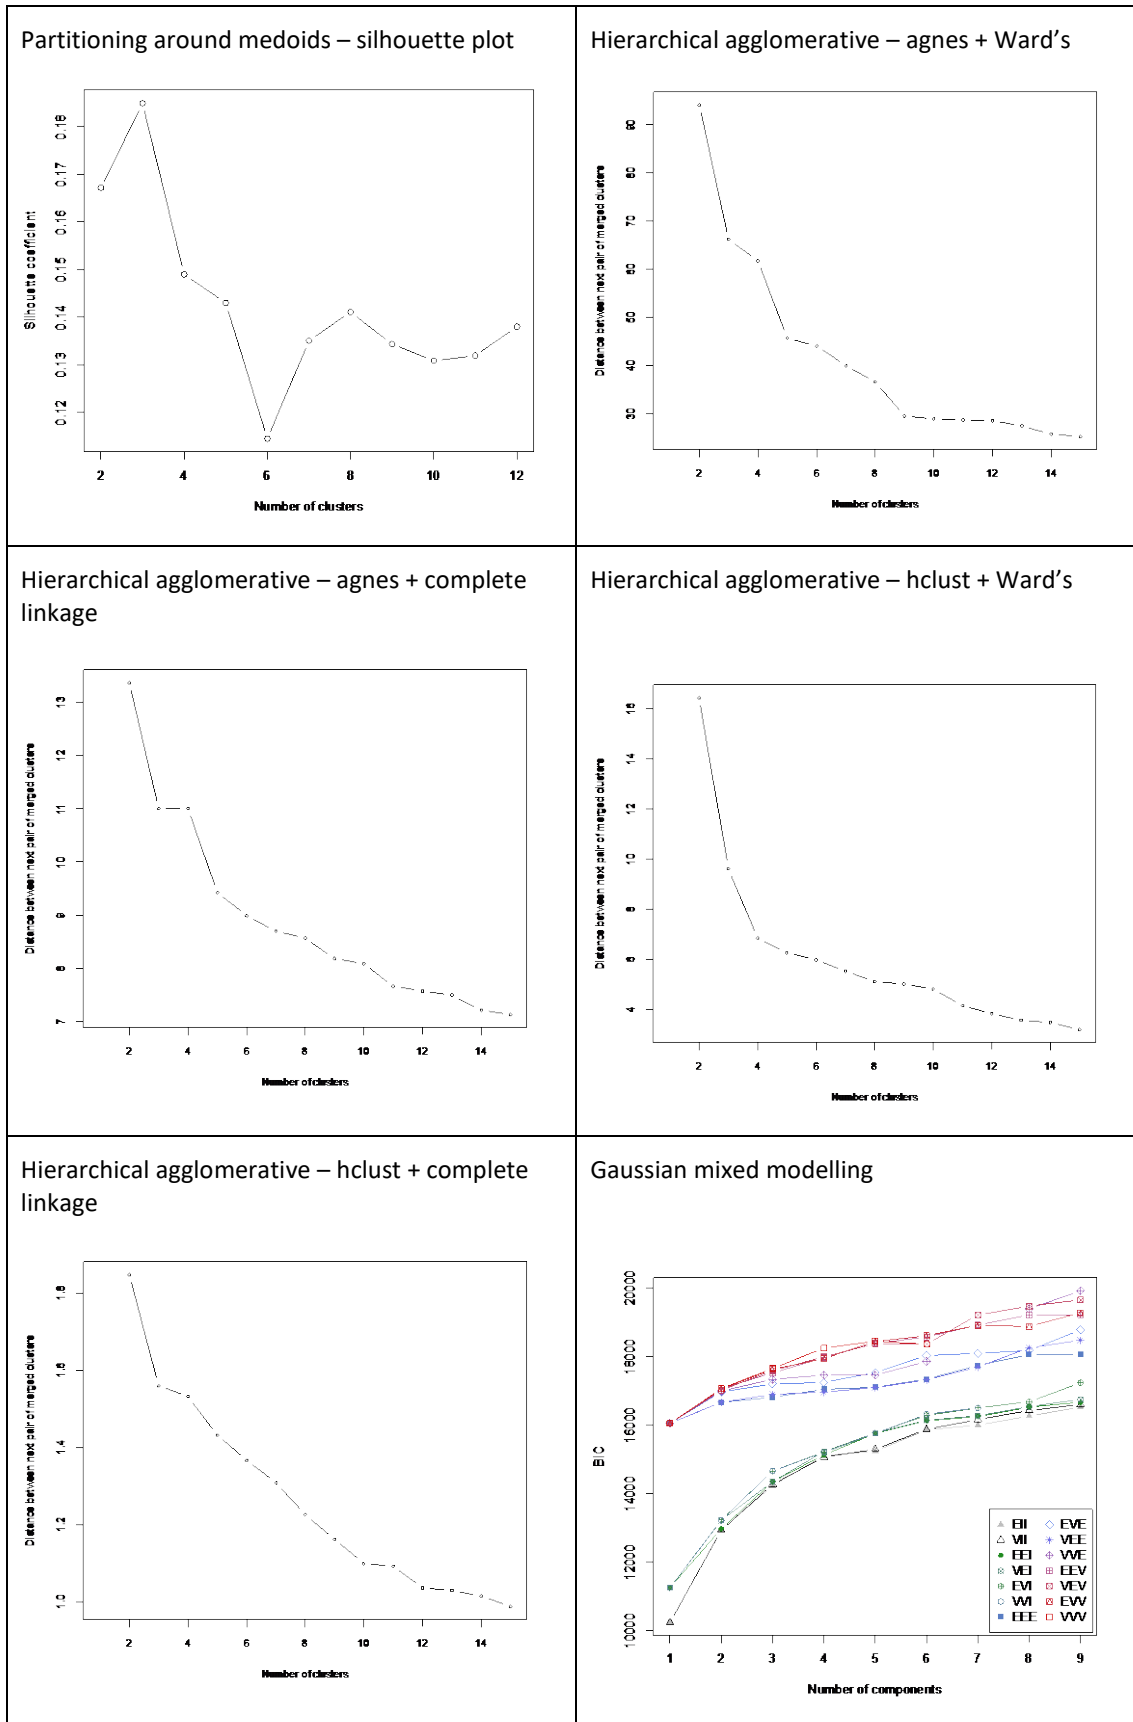 Partitioning around medoids – silhouette plot
0.12 0.13 0.14 0.15 0.16 0.17 0.18
Silhouette coefficient
2 4 6 8 10 12
Number of clusters
Hierarchical agglomerative – agnes + Ward's
30 40 50 60 70 80 90
Distance between next pair of merged clusters
2 4 6 8 10 12 14
Number of clusters
Hierarchical agglomerative – agnes + complete
linkage
7 8 9 10 11 12 13
Distance between next pair of merged clusters
2 4 6 8 10 12 14
Number of clusters
Hierarchical agglomerative – hclust + Ward's
4 6 8 10 12 14 16
Distance between next pair of merged clusters
2 4 6 8 10 12 14
Number of clusters
Hierarchical agglomerative – hclust + complete
linkage
1.0 1.2 1.4 1.6 1.8
Distance between next pair of merged clusters
2 4 6 8 10 12 14
Number of clusters
Gaussian mixed modelling
10000 12000 14000 16000 18000 20000
BIC
EII EVE
VII VEE
EEI VVE
VEI EEV
EVI VEV
VVI EVV
EEE VVV
1 2 3 4 5 6 7 8 9
Number of components